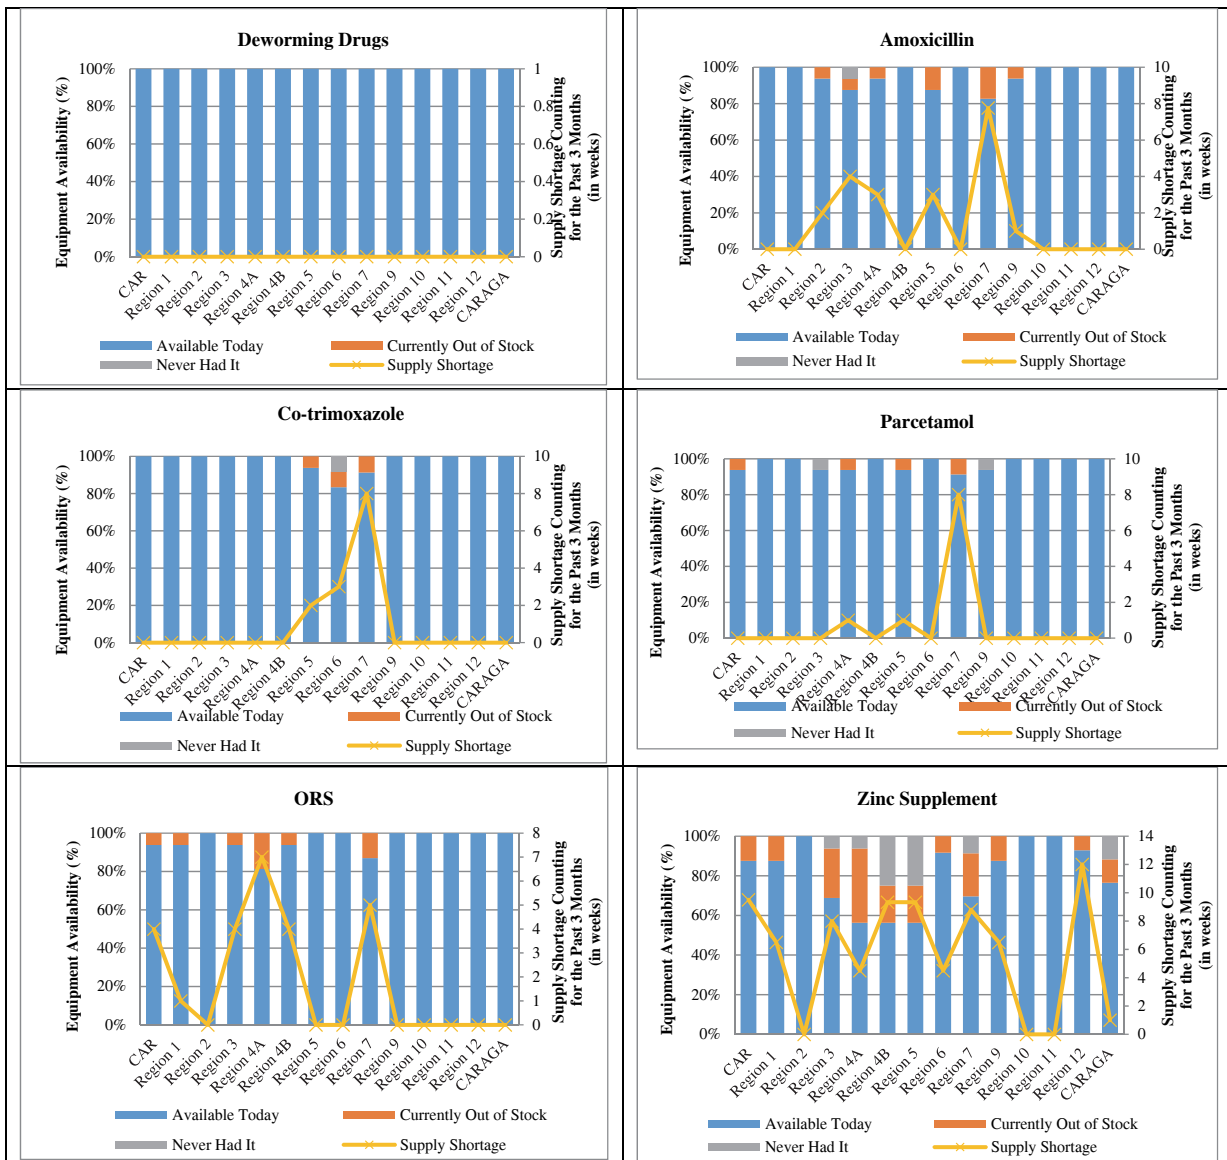 Deworming Drugs
Equipment Availability (%)
100%
80%
60%
40%
20%
0%
1
0.8
0.6
0.4
0.2
0
Supply Shortage Counting
for the Past 3 Months
(in weeks)
CAR
Region 1
Region 2
Region 3
Region 4A
Region 4B
Region 5
Region 6
Region 7
Region 9
Region 10
Region 11
Region 12
CARAGA
Available Today
Currently Out of Stock
Never Had It
Supply Shortage
Amoxicillin
Equipment Availability (%)
100%
80%
60%
40%
20%
0%
10
8
6
4
2
0
Supply Shortage Counting
for the Past 3 Months
(in weeks)
CAR
Region 1
Region 2
Region 3
Region 4A
Region 4B
Region 5
Region 6
Region 7
Region 9
Region 10
Region 11
Region 12
CARAGA
Available Today
Currently Out of Stock
Never Had It
Supply Shortage
Co-trimoxazole
Equipment Availability (%)
100%
80%
60%
40%
20%
0%
10
8
6
4
2
0
Supply Shortage Counting
for the Past 3 Months
(in weeks)
CAR
Region 1
Region 2
Region 3
Region 4A
Region 4B
Region 5
Region 6
Region 7
Region 9
Region 10
Region 11
Region 12
CARAGA
Available Today
Currently Out of Stock
Never Had It
Supply Shortage
Parcetamol
Equipment Availability (%)
100%
80%
60%
40%
20%
0%
10
8
6
4
2
0
Supply Shortage Counting
for the Past 3 Months
(in weeks)
CAR
Region 1
Region 2
Region 3
Region 4A
Region 4B
Region 5
Region 6
Region 7
Region 9
Region 10
Region 11
Region 12
CARAGA
Available Today
Currently Out of Stock
Never Had It
Supply Shortage
ORS
Equipment Availability (%)
100%
80%
60%
40%
20%
0%
8
7
6
5
4
3
2
1
0
Supply Shortage Counting
for the Past 3 Months
(in weeks)
CAR
Region 1
Region 2
Region 3
Region 4A
Region 4B
Region 5
Region 6
Region 7
Region 9
Region 10
Region 11
Region 12
CARAGA
Available Today
Currently Out of Stock
Never Had It
Supply Shortage
Zinc Supplement
Equipment Availability (%)
100%
80%
60%
40%
20%
0%
14
12
10
8
6
4
2
0
Supply Shortage Counting
for the Past 3 Months
(in weeks)
CAR
Region 1
Region 2
Region 3
Region 4A
Region 4B
Region 5
Region 6
Region 7
Region 9
Region 10
Region 11
Region 12
CARAGA
Available Today
Currently Out of Stock
Never Had It
Supply Shortage